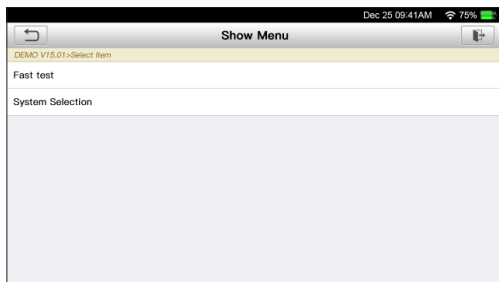 Dec 25 09:41AM 75%
Show Menu
DEMO V15.01>Select Item
Fast test
System Selection